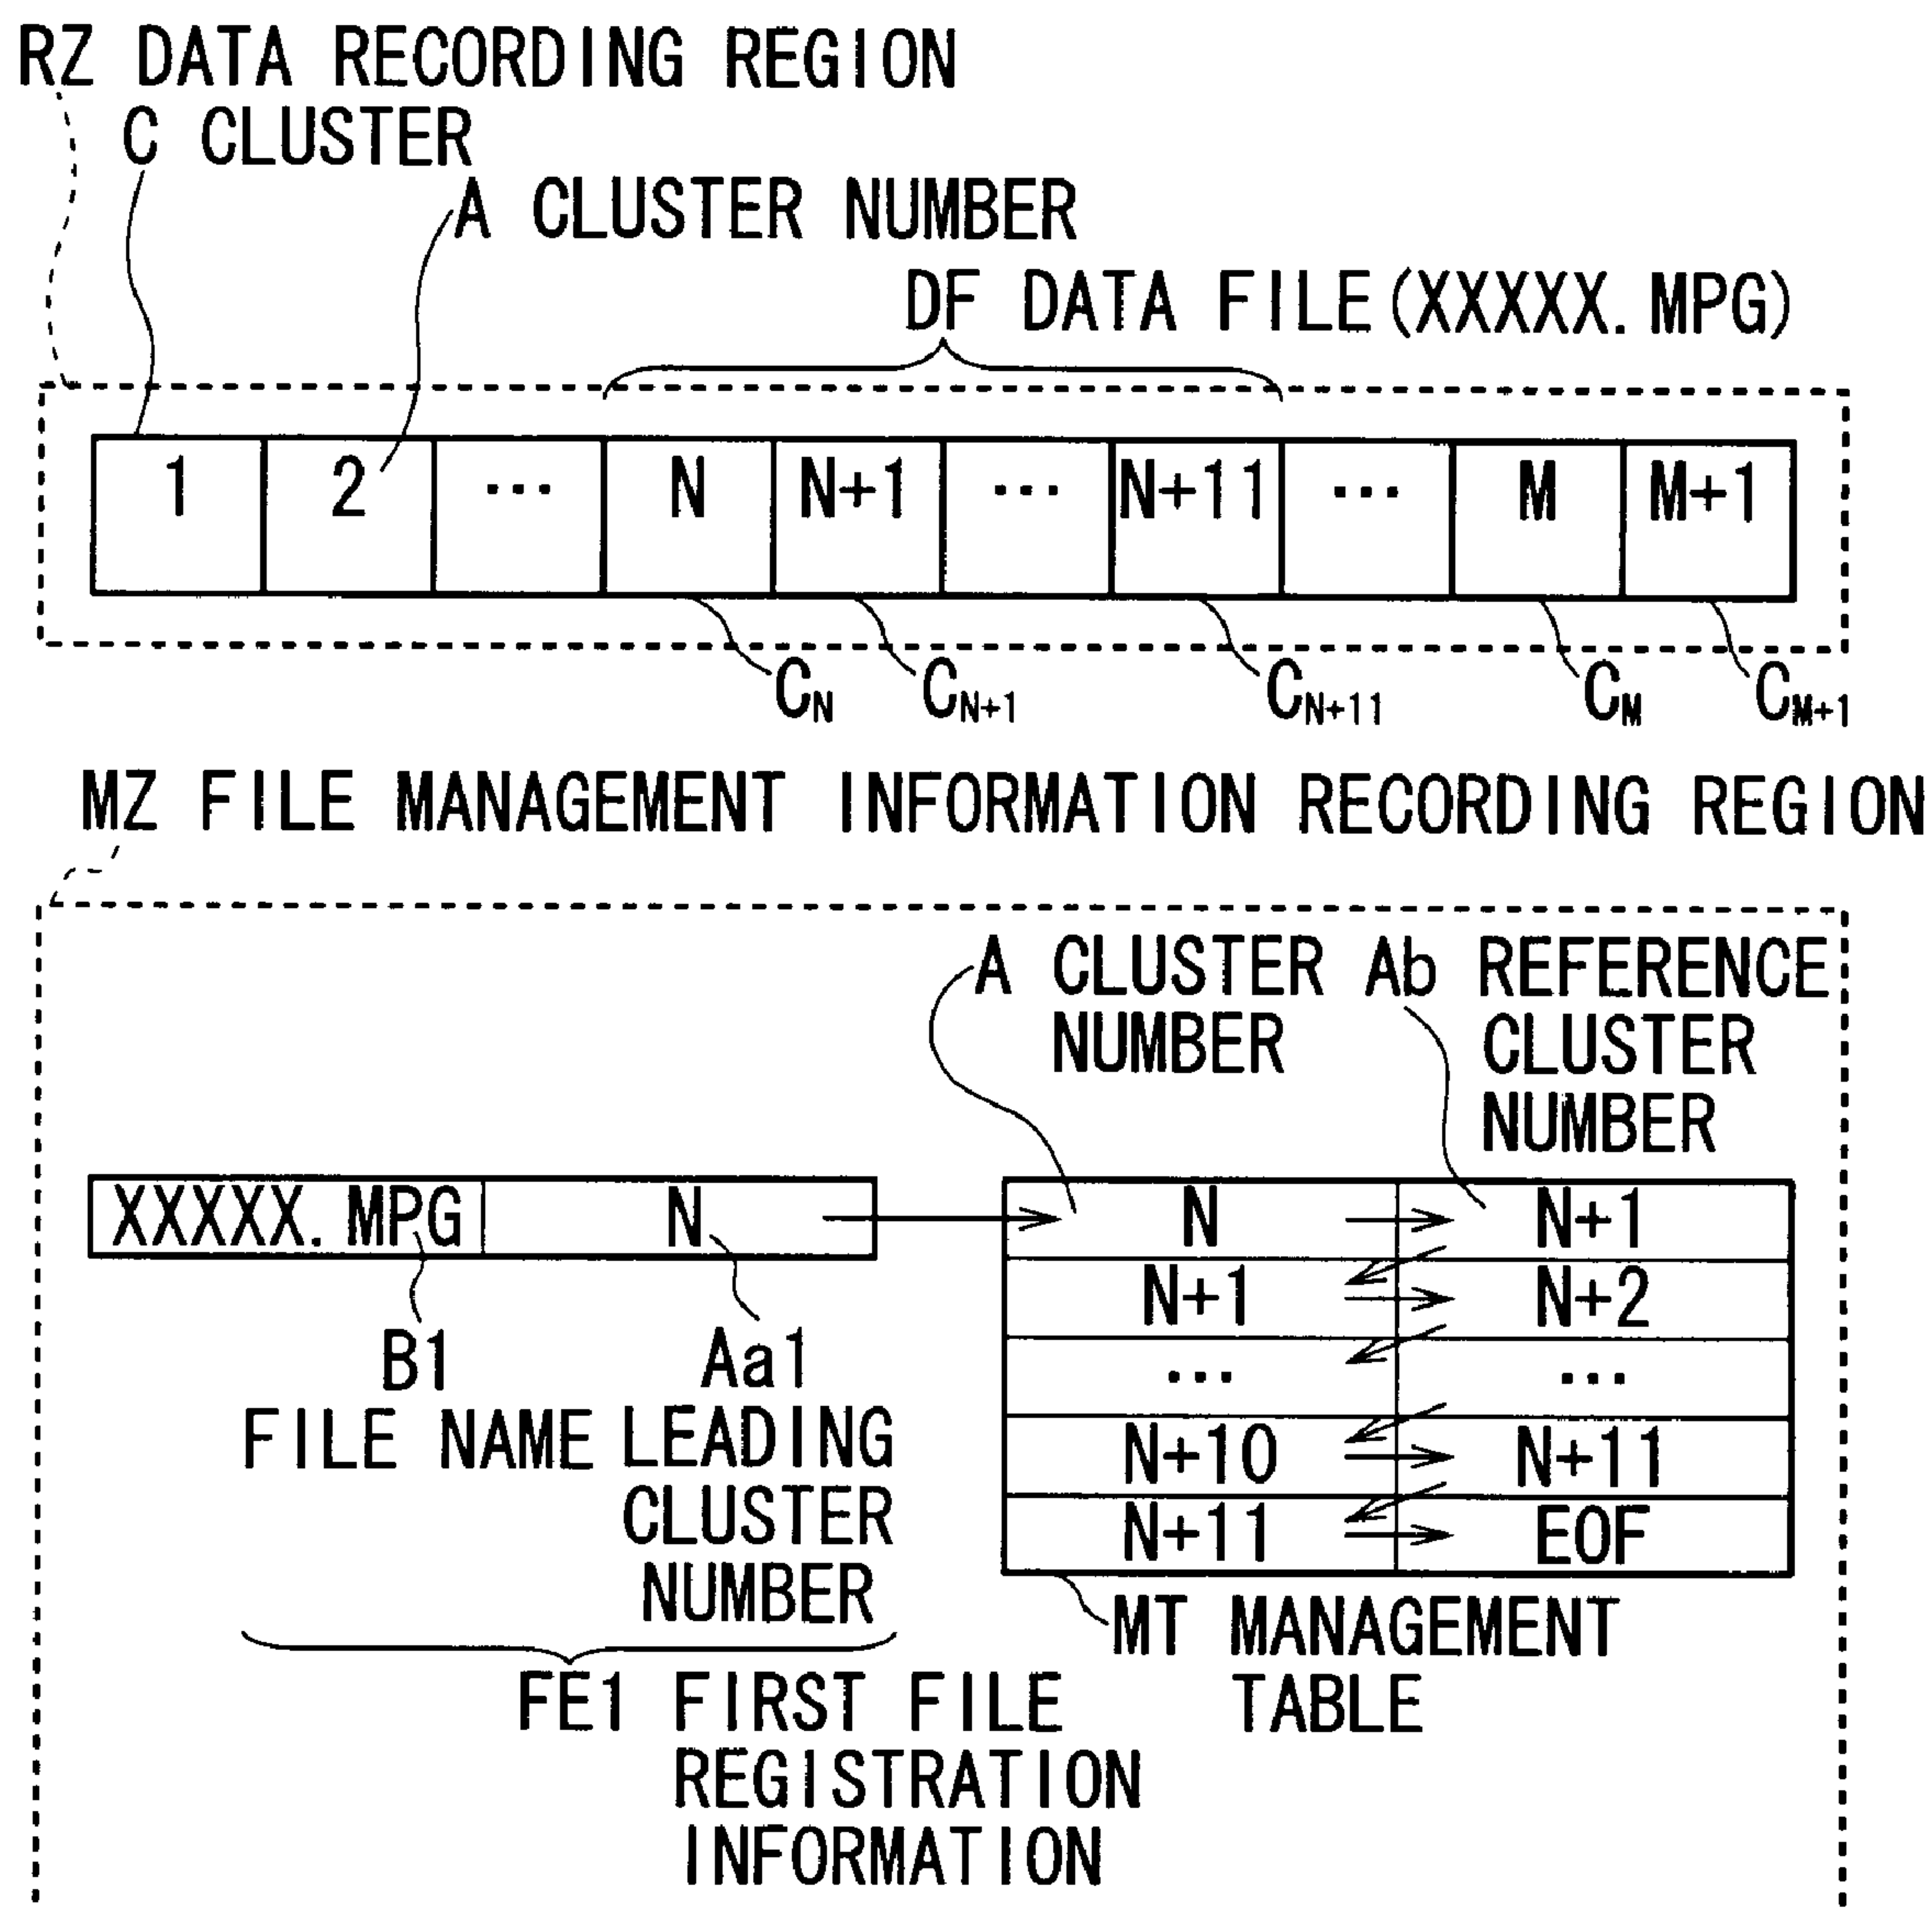 RZ DATA RECORDING REGION
C CLUSTER
A CLUSTER NUMBER
DF DATA FILE(XXXXX.MPG)
1 2 ... N N+1 ... N+11 ... M M+1
CN CN+1 CN+11 CM CM+1
MZ FILE MANAGEMENT INFORMATION RECORDING REGION
A CLUSTER NUMBER
Ab REFERENCE
CLUSTER
NUMBER
XXXXX.MPG N
N N+1
N+1 N+2
... ...
N+10 N+11
N+11 EOF
B1
FILE NAME
Aa1
LEADING
CLUSTER
NUMBER
MT MANAGEMENT
TABLE
FE1 FIRST FILE
REGISTRATION
INFORMATION